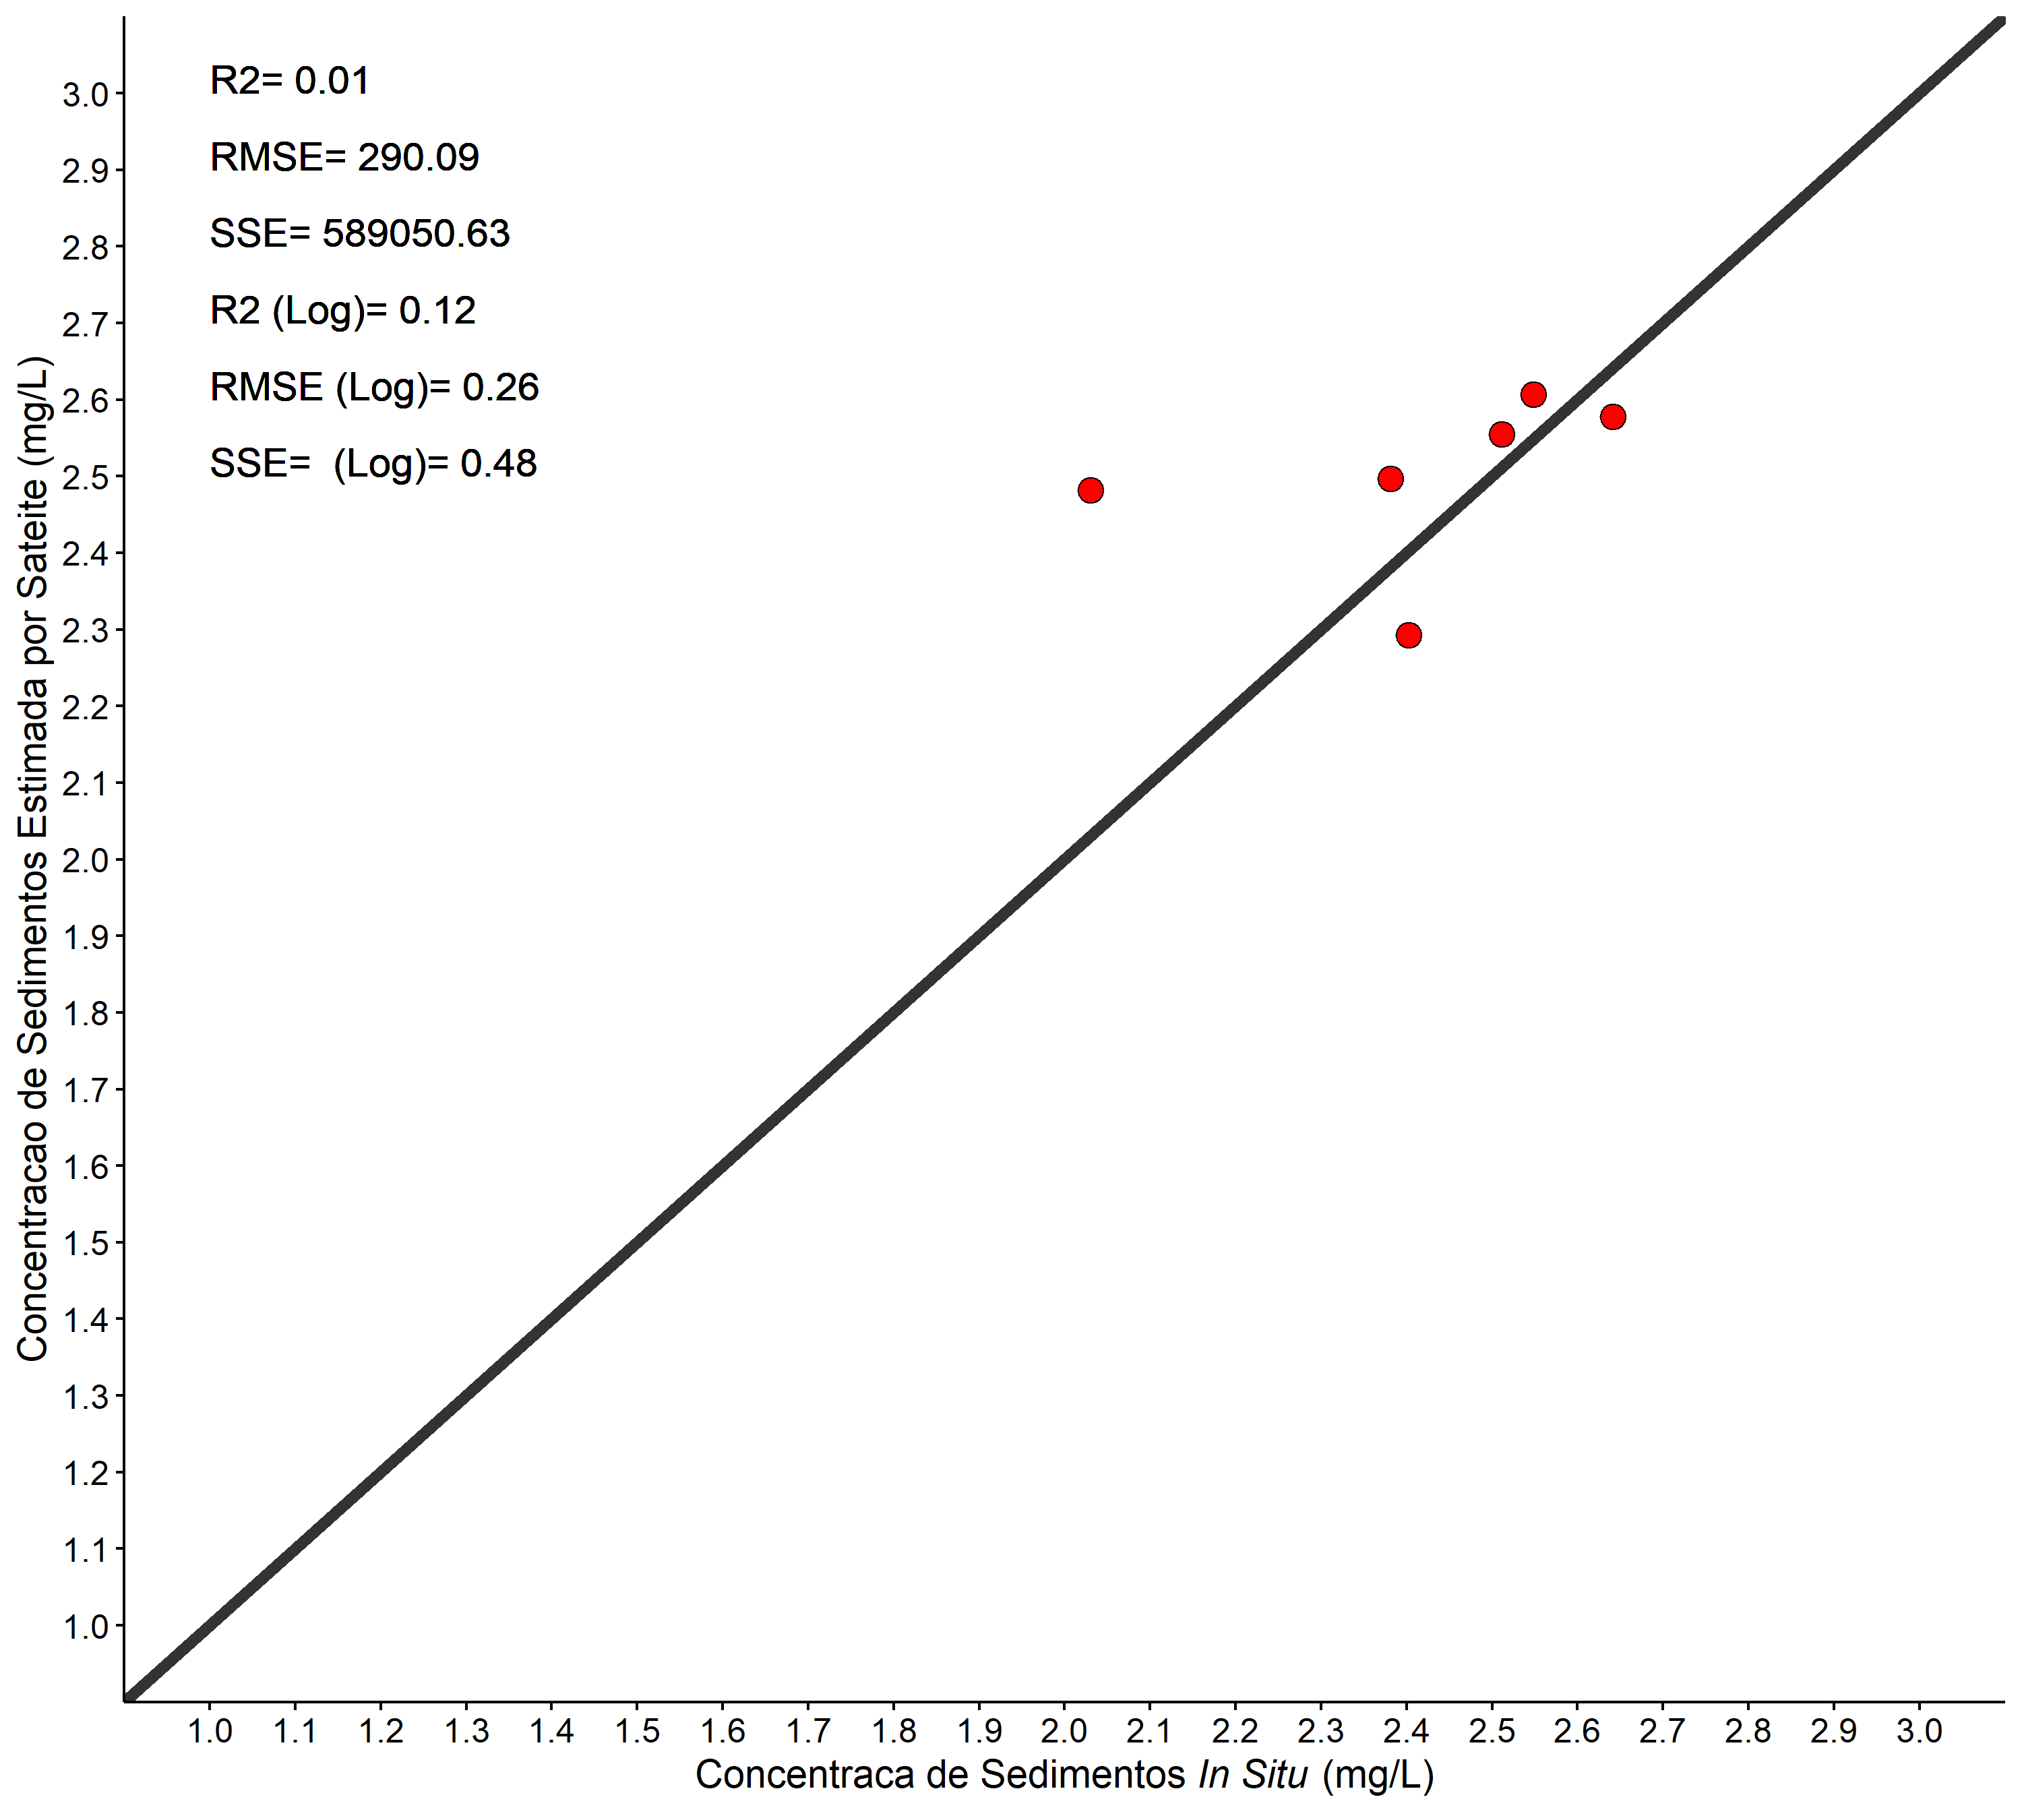 R2= 0.01
RMSE= 290.09
SSE= 589050.63
R2 (Log)= 0.12
RMSE (Log)= 0.26
SSE=  (Log)= 0.48
Concentracao de Sedimentos Estimada por Sateite (mg/L)
3.0
2.9
2.8
2.7
2.6
2.5
2.4
2.3
2.2
2.1
2.0
1.9
1.8
1.7
1.6
1.5
1.4
1.3
1.2
1.1
1.0
1.0 1.1 1.2 1.3 1.4 1.5 1.6 1.7 1.8 1.9 2.0 2.1 2.2 2.3 2.4 2.5 2.6 2.7 2.8 2.9 3.0
Concentraca de Sedimentos In Situ (mg/L)